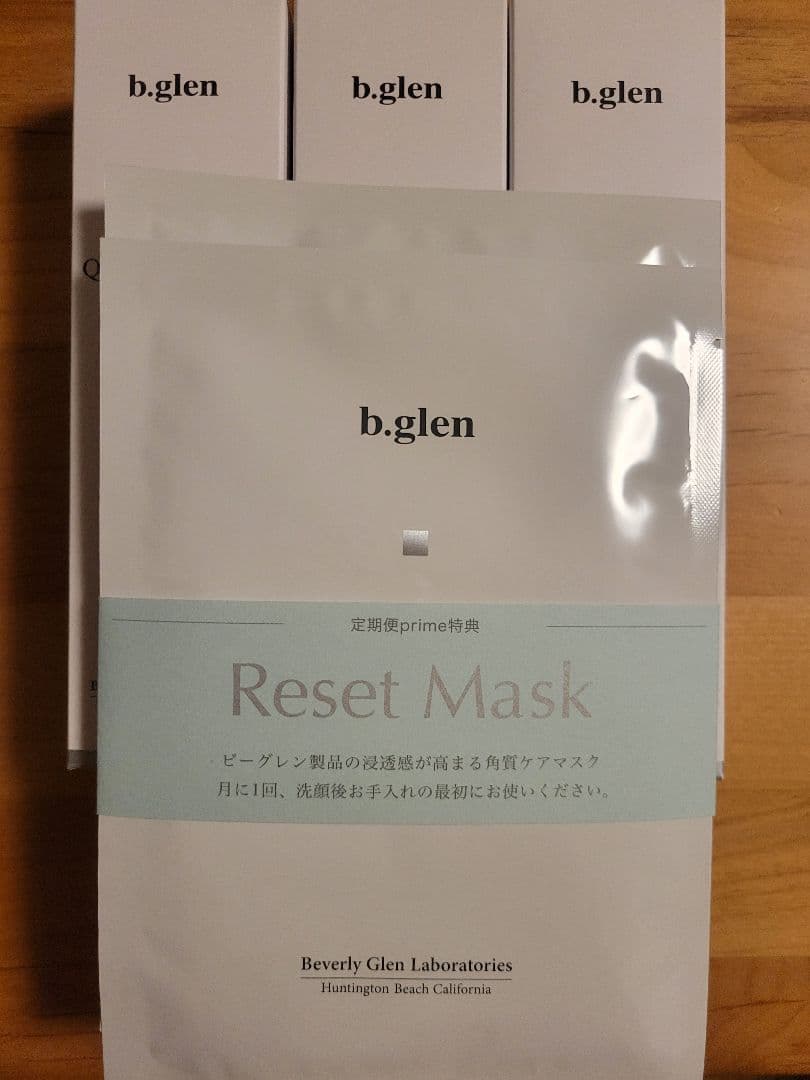 b.glen
b.glen
b.glen
Q
b.glen
定期便prime特典
Reset Mask
ビーグレン製品の浸透感が高まる角質ケアマスク
月に1回、洗顔後お手入れの最初にお使いください。
Beverly Glen Laboratories
Huntington Beach California